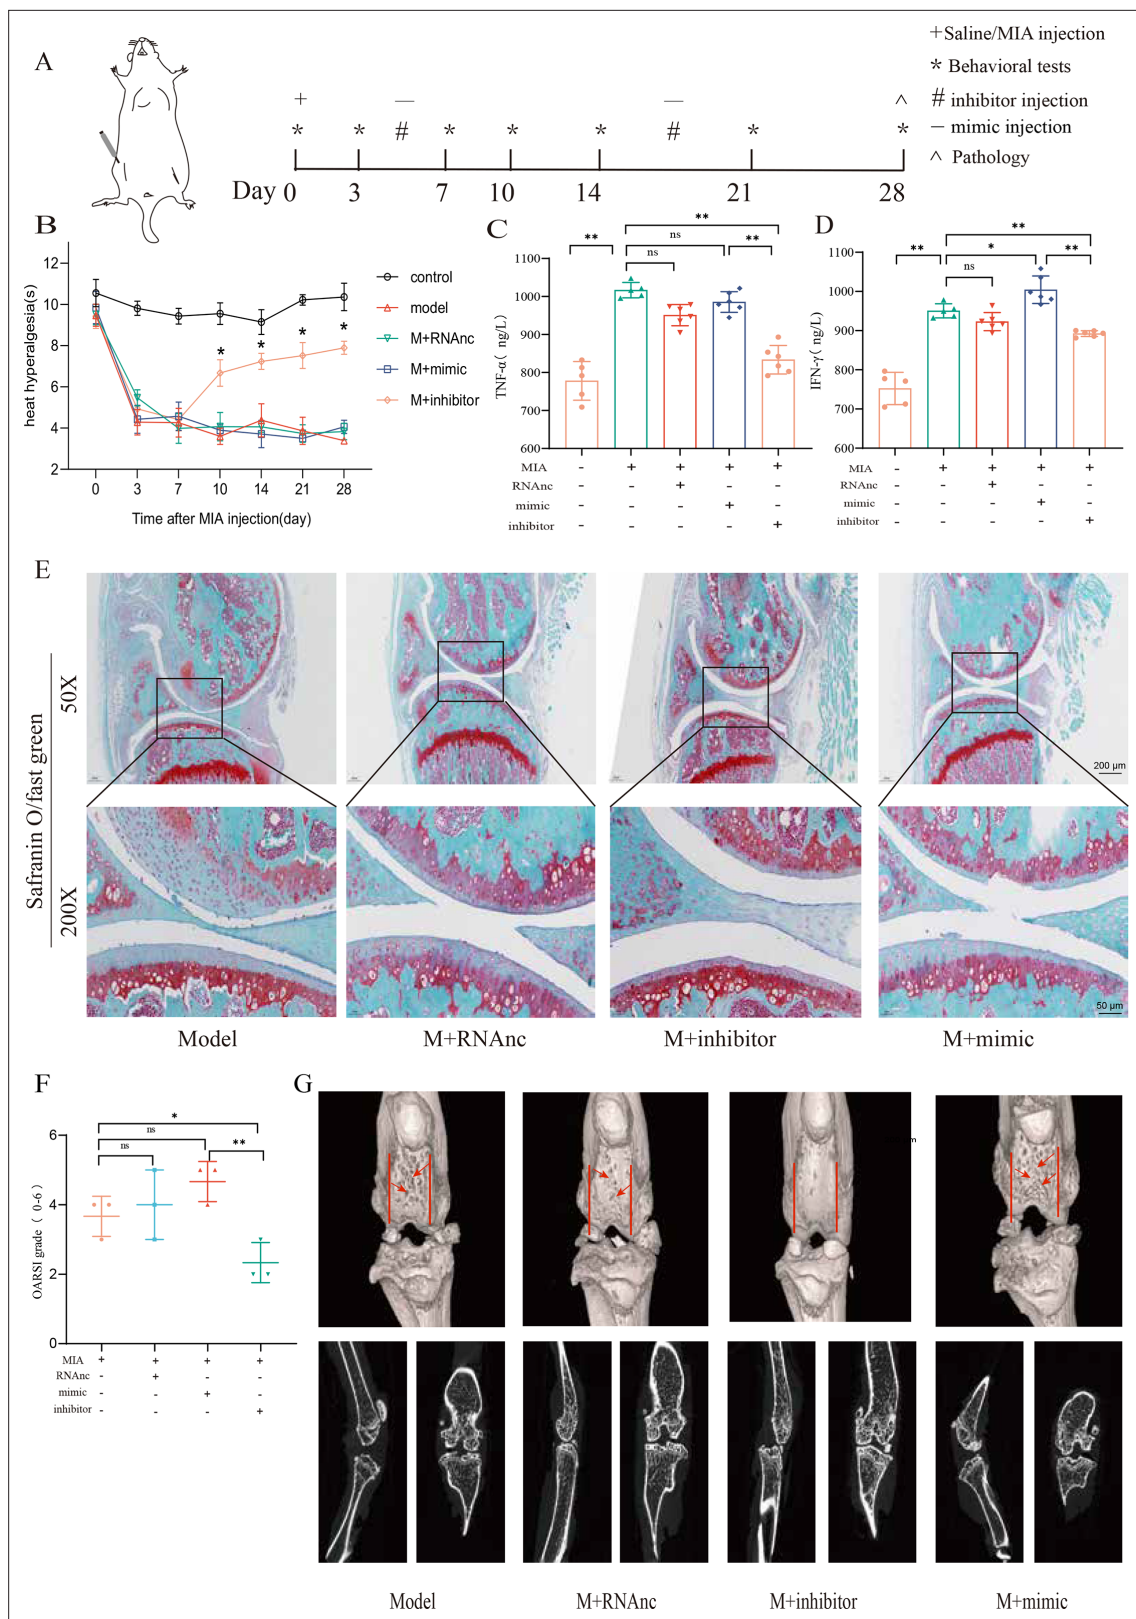 A
+Saline/MIA injection
* Behavioral tests
# inhibitor injection
— mimic injection
^ Pathology
+ — — ^
* * # * * * # * *
Day 0 3 7 10 14 21 28
B
heat hyperalgesia(s)
12
10
8
6
4
2
* * * *
0 3 7 10 14 21 28
Time after MIA injection(day)
control
model
M+RNAnc
M+mimic
M+inhibitor
C
TNF-α( ng/L)
1100
1000
900
800
700
600
**
**
ns
ns
**
MIA - + + + +
RNAnc - - + - -
mimic - - - + -
inhibitor - - - - +
D
IFN-γ( ng/L)
1100
1000
900
800
700
600
**
**
*
ns
**
MIA - + + + +
RNAnc - - + - -
mimic - - - + -
inhibitor - - - - +
E
Safranin O/fast green
50X
200X
200 μm
50 μm
Model M+RNAnc M+inhibitor M+mimic
F
OARSI grade ( 0-6)
6
4
2
0
*
ns
ns
**
MIA + + + +
RNAnc - + - -
mimic - - + -
inhibitor - - - +
G
Model M+RNAnc M+inhibitor M+mimic